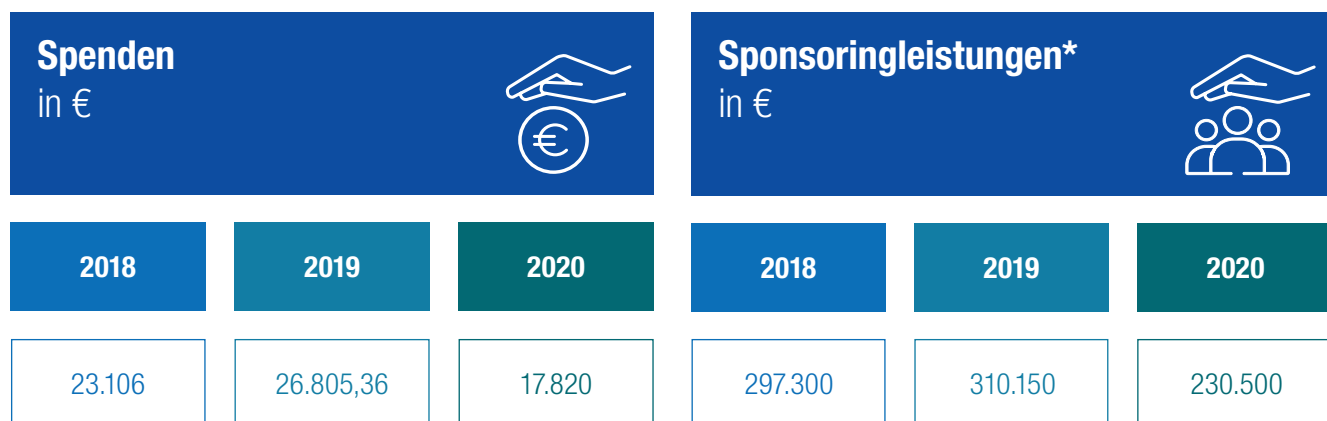 Spenden
in €
€
2018 2019 2020
23.106 26.805,36 17.820
Sponsoringleistungen*
in €
2018 2019 2020
297.300 310.150 230.500